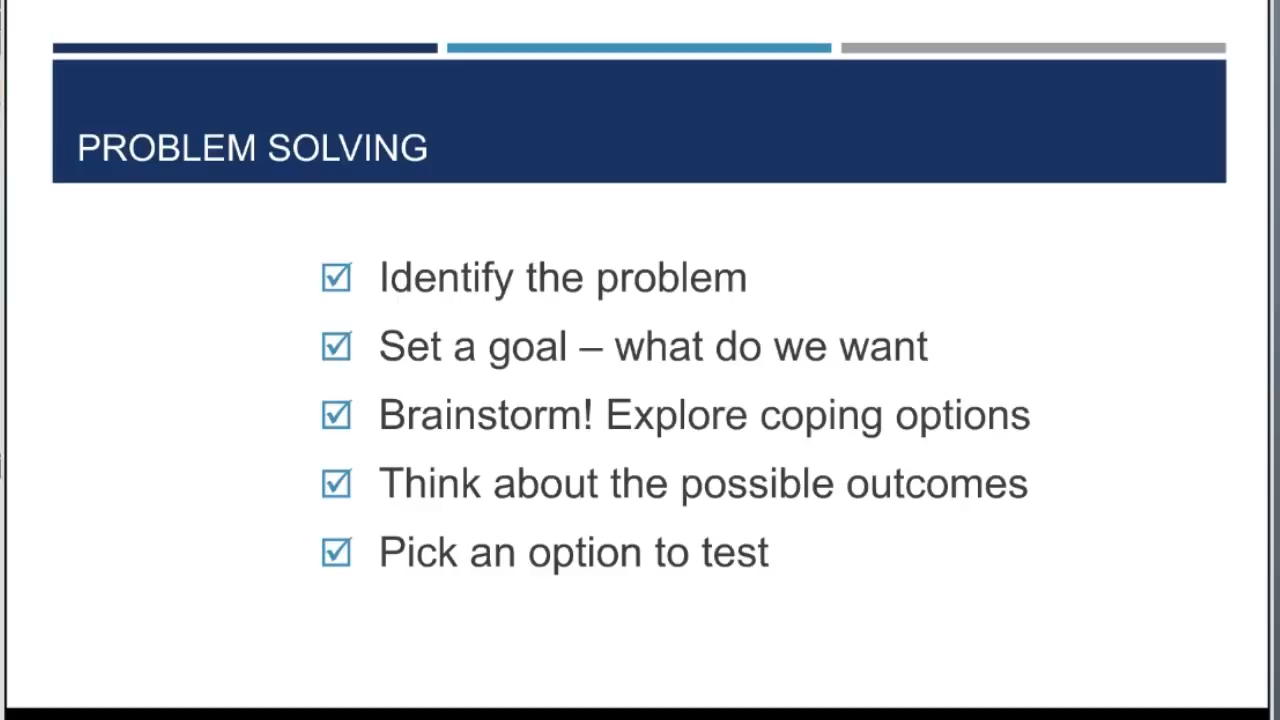 PROBLEM SOLVING
Identify the problem
Set a goal – what do we want
Brainstorm! Explore coping options
Think about the possible outcomes
Pick an option to test